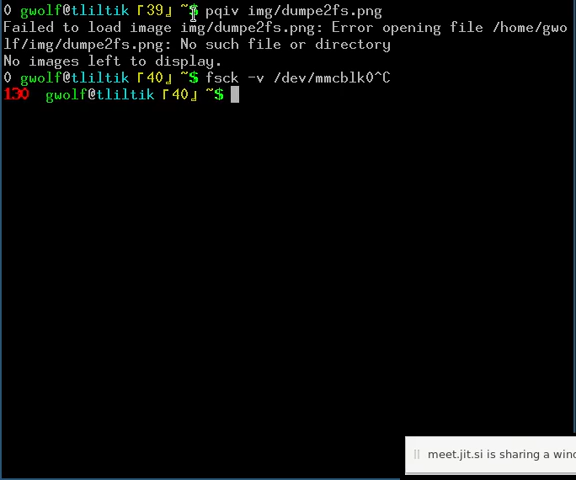 0 gwolf@tliltik「39」~$ pqiv img/dumpe2fs.png
Failed to load image img/dumpe2fs.png: Error opening file /home/gwo
lf/img/dumpe2fs.png: No such file or directory
No images left to display.
0 gwolf@tliltik「40」~$ fsck -v /dev/mmcblk0^C
130 gwolf@tliltik「40」~$
meet.jit.si is sharing a wind